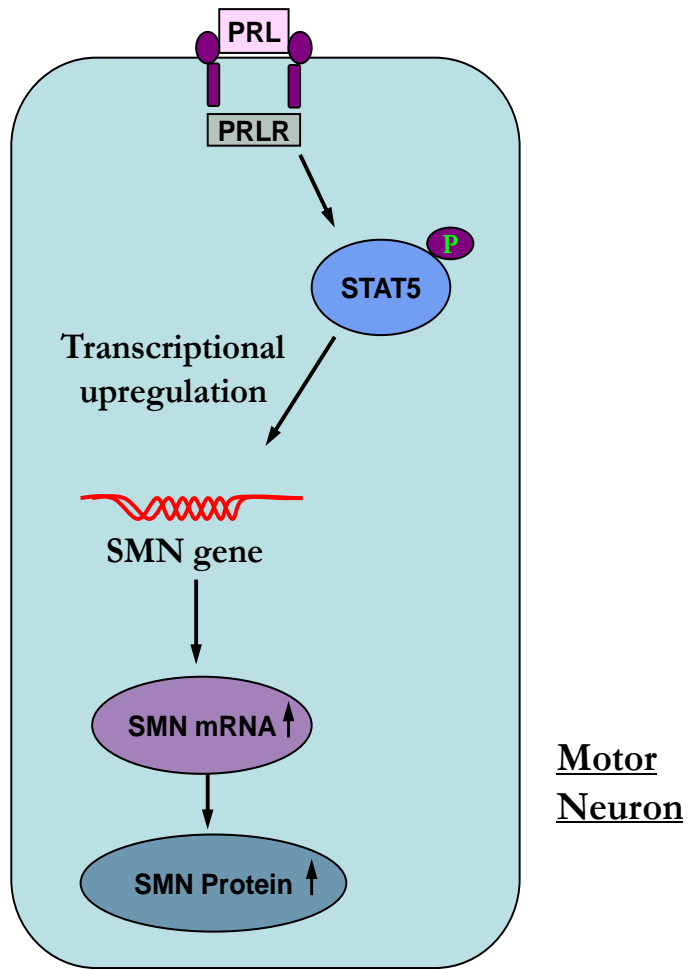 PRL
PRLR
P
STAT5
Transcriptional
upregulation
SMN gene
SMN mRNA
SMN Protein
Motor
Neuron